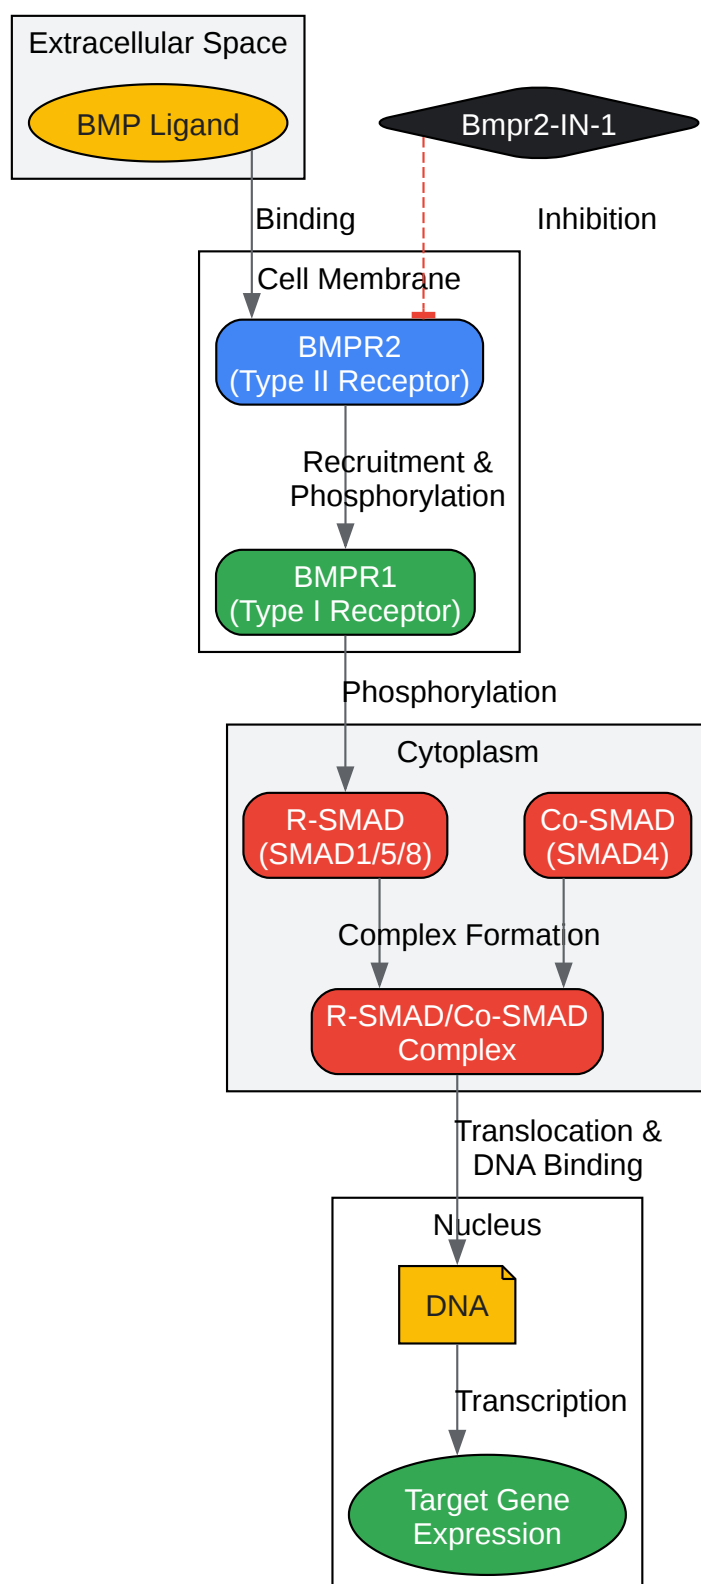 Extracellular Space
BMP Ligand
Bmpr2-IN-1
Binding
Inhibition
Cell Membrane
BMPR2
(Type II Receptor)
Recruitment &
Phosphorylation
BMPR1
(Type I Receptor)
Phosphorylation
Cytoplasm
R-SMAD
(SMAD1/5/8)
Co-SMAD
(SMAD4)
Complex Formation
R-SMAD/Co-SMAD
Complex
Translocation &
DNA Binding
Nucleus
DNA
Transcription
Target Gene
Expression